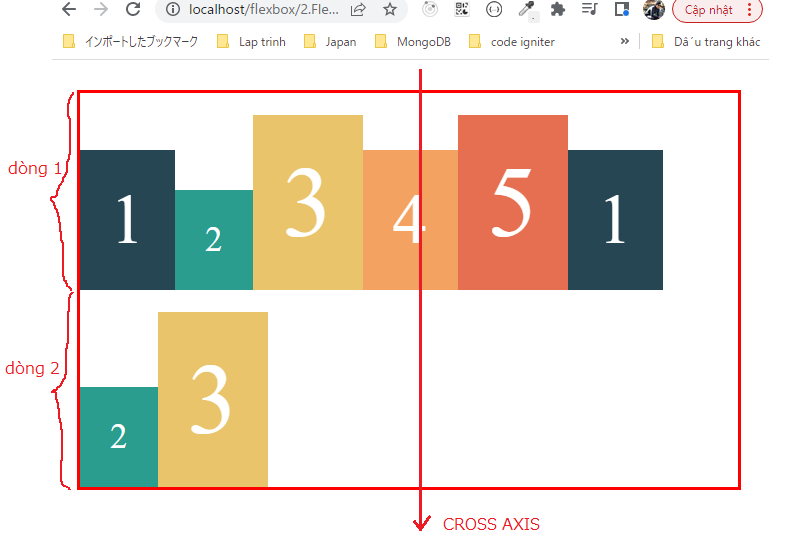 localhost/flexbox/2.Fle...
Cập nhật
インポートしたブックマーク
Lap trinh
Japan
MongoDB
code igniter
»
Dấu trang khác
dòng 1
1 2 3 4 5 1
dòng 2
2 3
CROSS AXIS